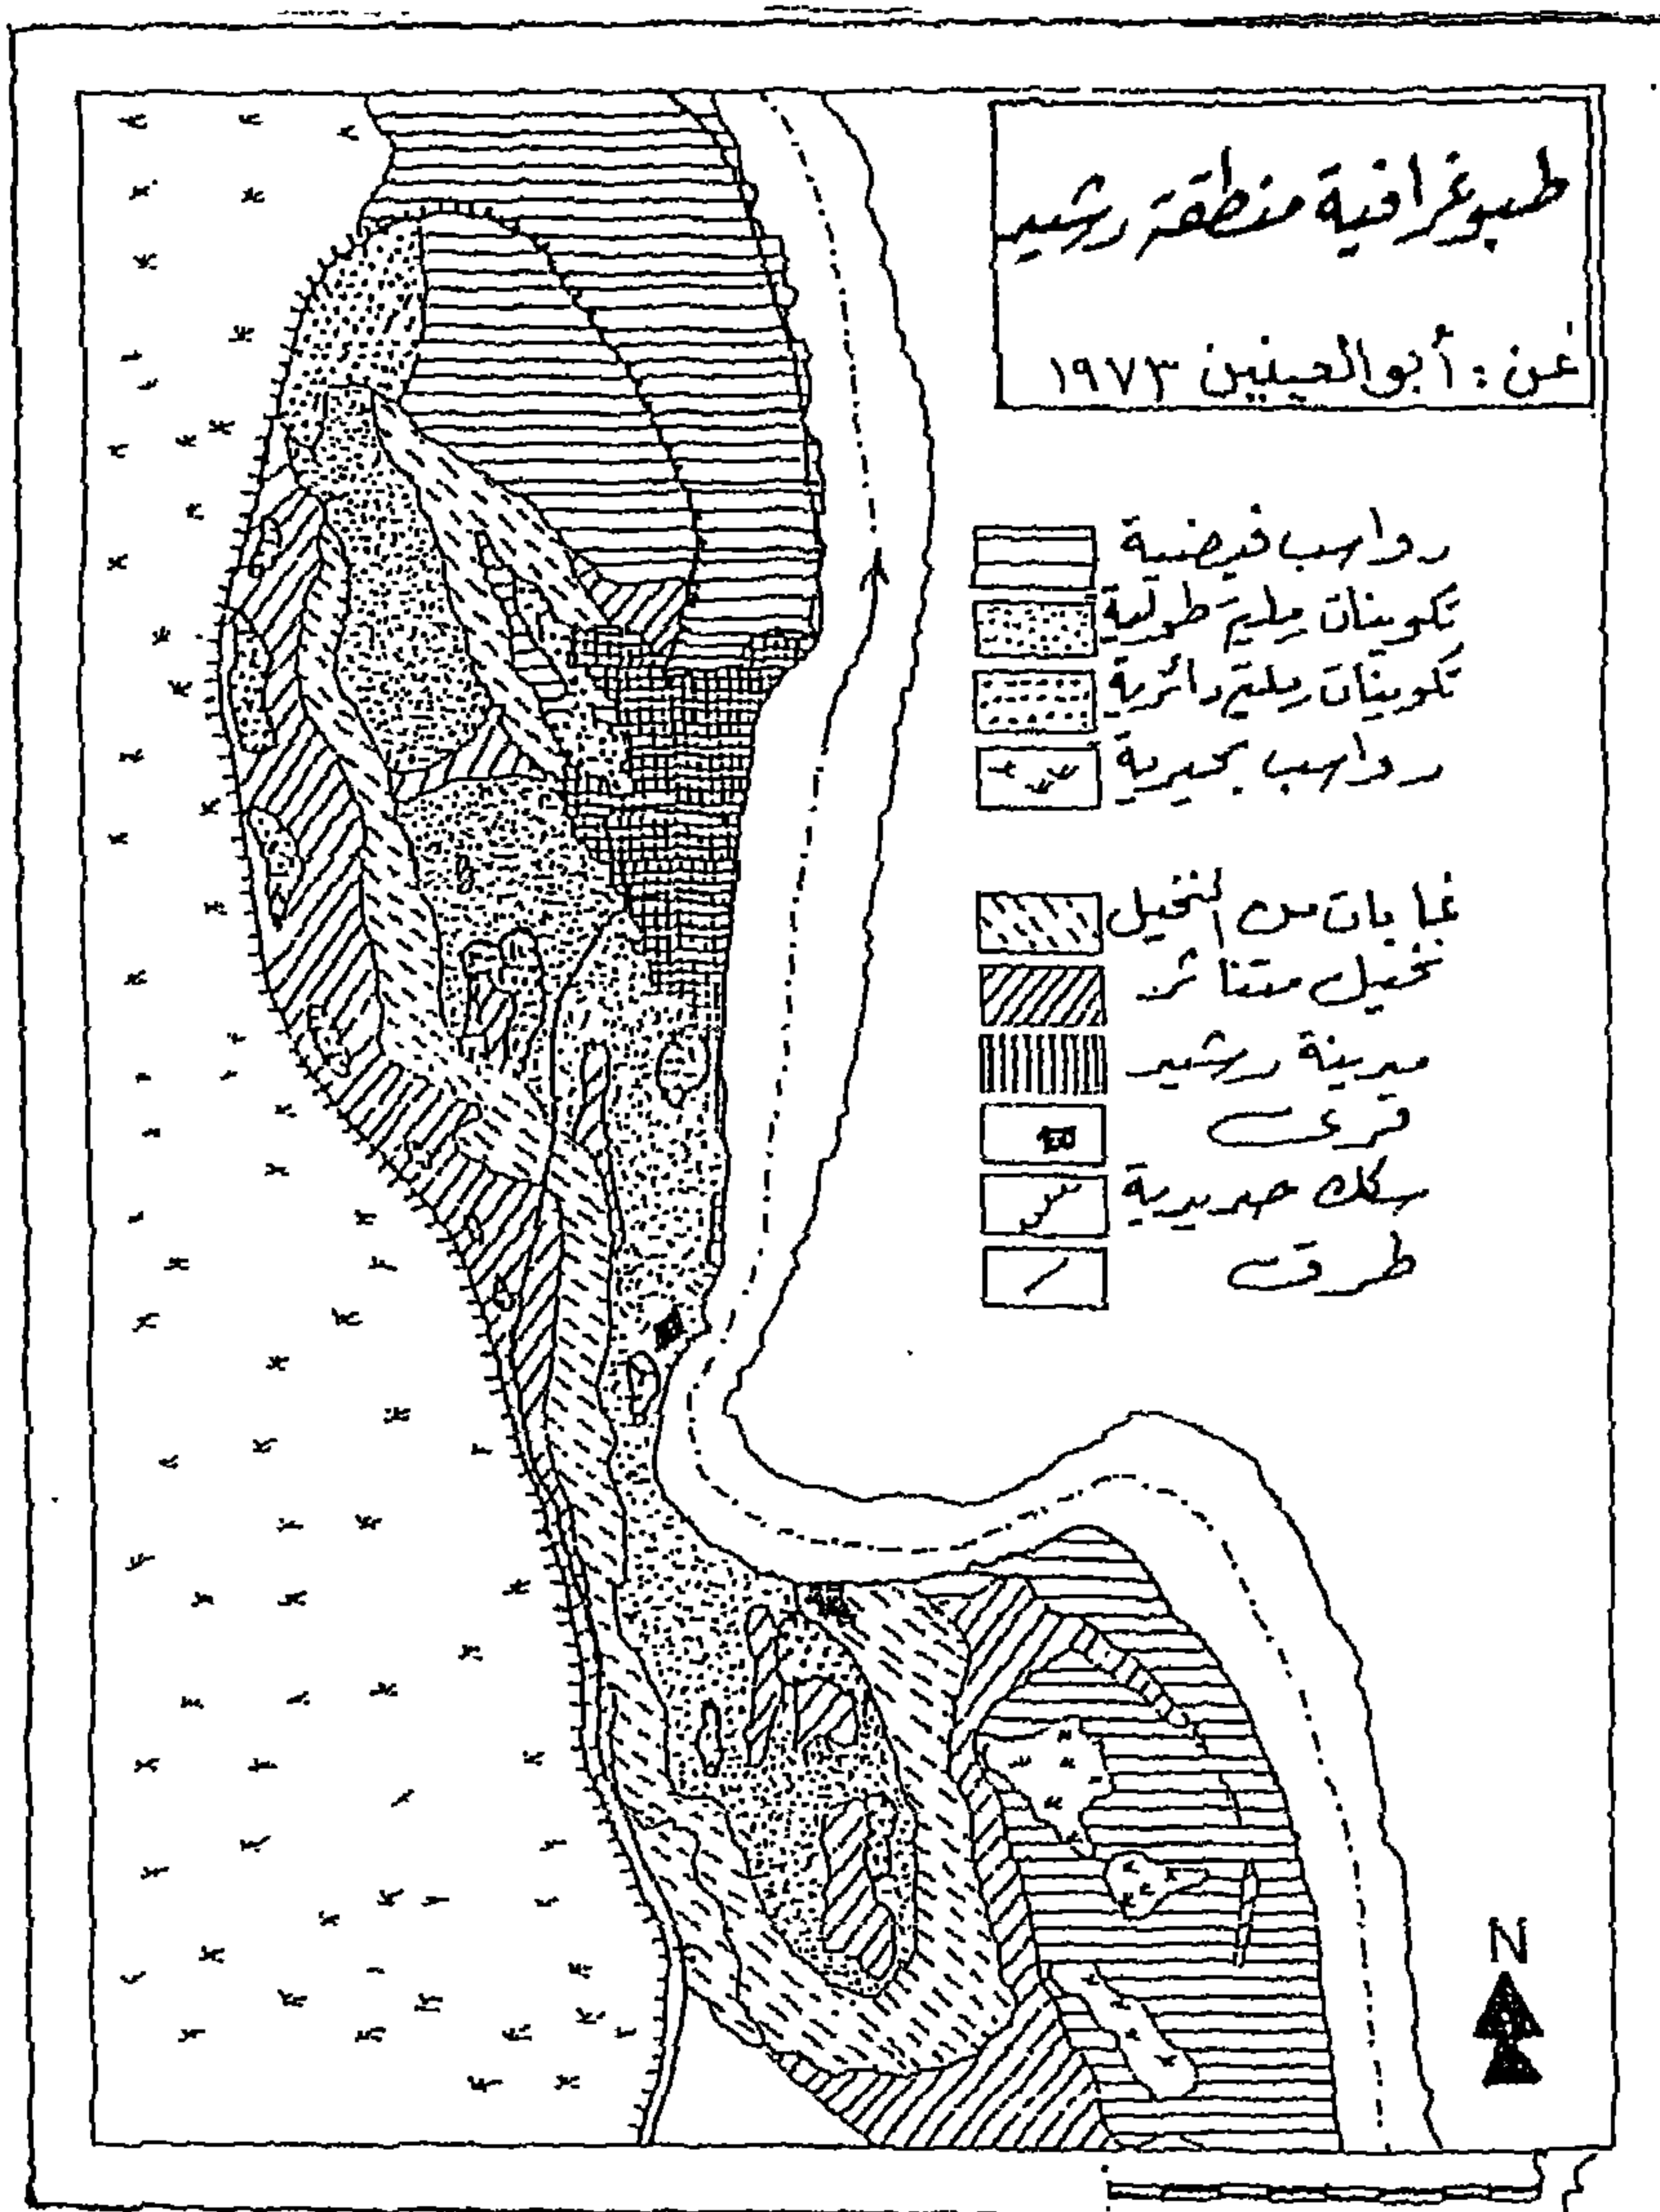 طبوغرافية منطقة رشيد
عن : أبو العينين ١٩٧٣
رواسب فيضية
تكوينات رملية طولية
تكوينات رملية دائرية
رواسب بحيرية
غابات من النخيل
نخيل متناثر
مدينة رشيد
قرى
سكك حديدية
طرق
N